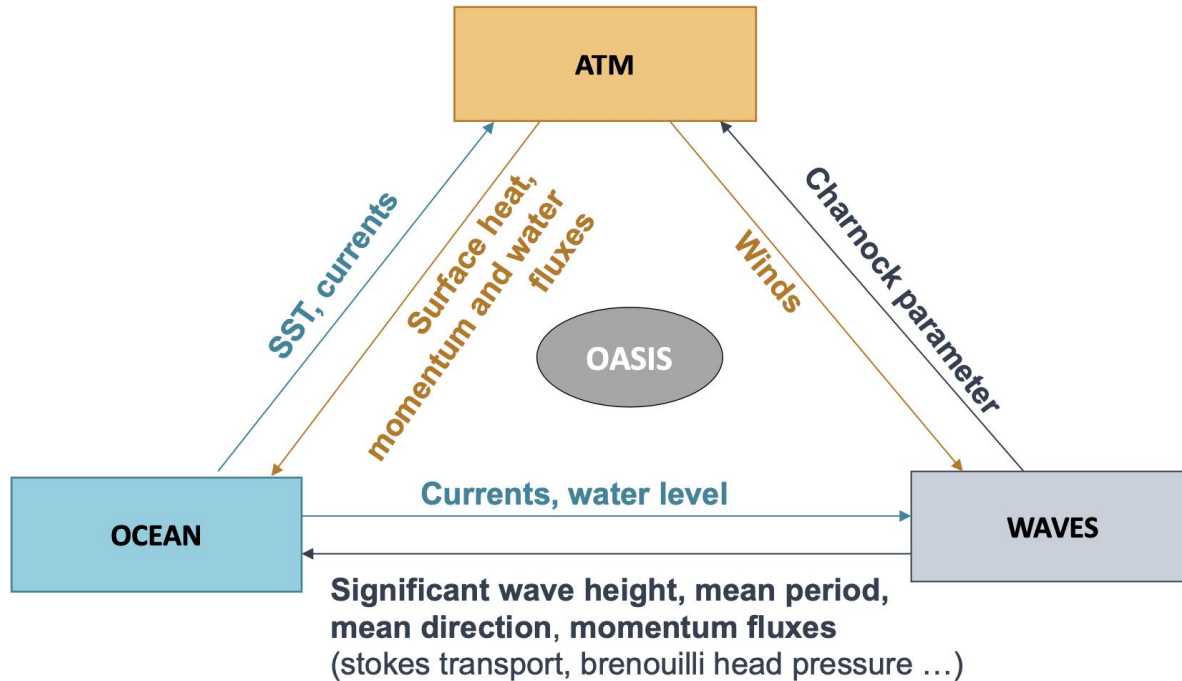 ATM
SST, currents
Surface heat,
momentum and water
fluxes
Winds
Charnock parameter
OASIS
OCEAN
Currents, water level
WAVES
Significant wave height, mean period,
mean direction, momentum fluxes
(stokes transport, brenouilli head pressure ...)